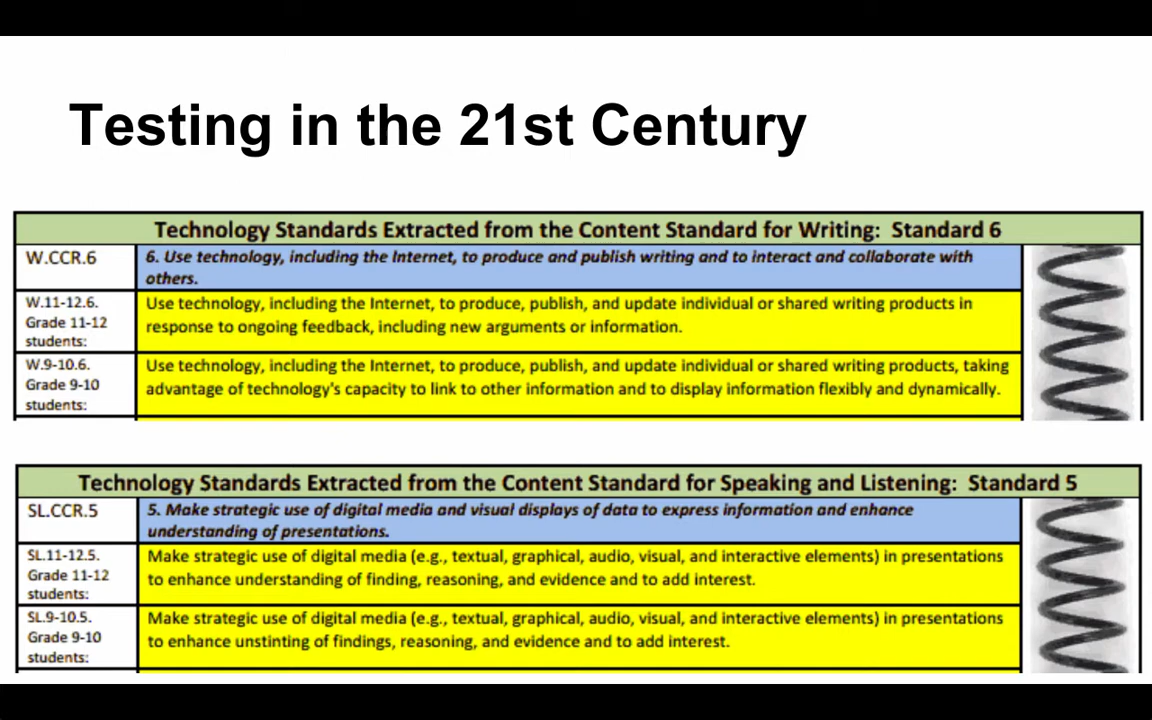 Testing in the 21st Century
Technology Standards Extracted from the Content Standard for Writing: Standard 6
W.CCR.6
6. Use technology, including the Internet, to produce and publish writing and to interact and collaborate with
others.
W.11-12.6.
Grade 11-12
students:
Use technology, including the Internet, to produce, publish, and update individual or shared writing products in
response to ongoing feedback, including new arguments or information.
W.9-10.6.
Grade 9-10
students:
Use technology, including the Internet, to produce, publish, and update individual or shared writing products, taking
advantage of technology's capacity to link to other information and to display information flexibly and dynamically.
Technology Standards Extracted from the Content Standard for Speaking and Listening: Standard 5
SL.CCR.5
5. Make strategic use of digital media and visual displays of data to express information and enhance
understanding of presentations.
SL.11-12.5.
Grade 11-12
students:
Make strategic use of digital media (e.g., textual, graphical, audio, visual, and interactive elements) in presentations
to enhance understanding of finding, reasoning, and evidence and to add interest.
SL.9-10.5.
Grade 9-10
students:
Make strategic use of digital media (e.g., textual, graphical, audio, visual, and interactive elements) in presentations
to enhance unstinting of findings, reasoning, and evidence and to add interest.